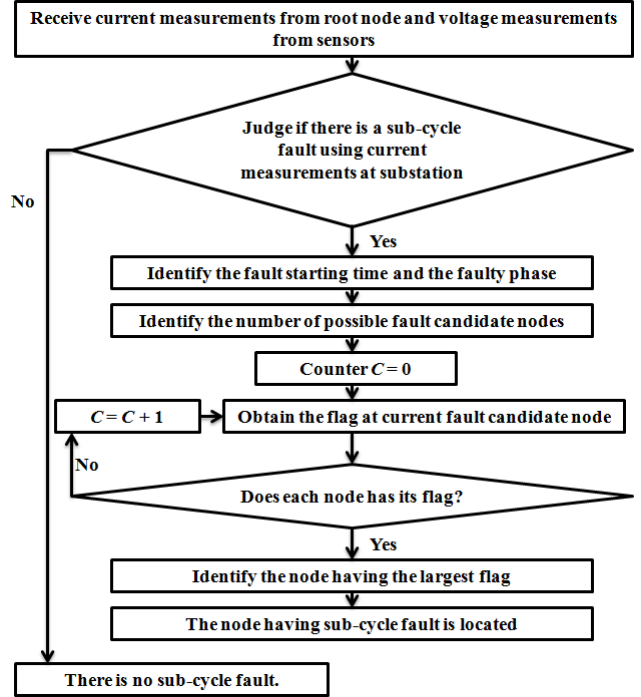 Receive current measurements from root node and voltage measurements
from sensors
Judge if there is a sub-cycle
fault using current
measurements at substation
No
Yes
Identify the fault starting time and the faulty phase
Identify the number of possible fault candidate nodes
Counter C = 0
C = C + 1
Obtain the flag at current fault candidate node
No
Does each node has its flag?
Yes
Identify the node having the largest flag
The node having sub-cycle fault is located
There is no sub-cycle fault.